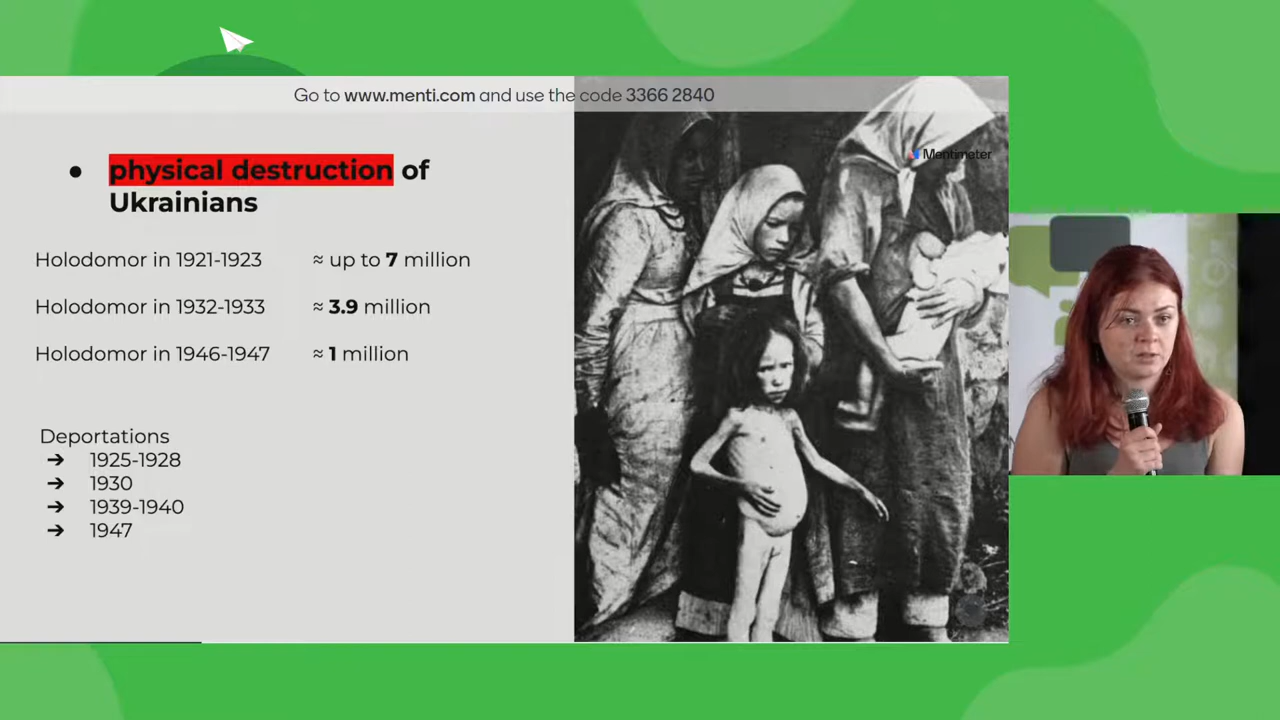 Go to www.menti.com and use the code 3366 2840
Mentimeter
● physical destruction of
Ukrainians
Holodomor in 1921-1923 ≈ up to 7 million
Holodomor in 1932-1933 ≈ 3.9 million
Holodomor in 1946-1947 ≈ 1 million
Deportations
➔ 1925-1928
➔ 1930
➔ 1939-1940
➔ 1947